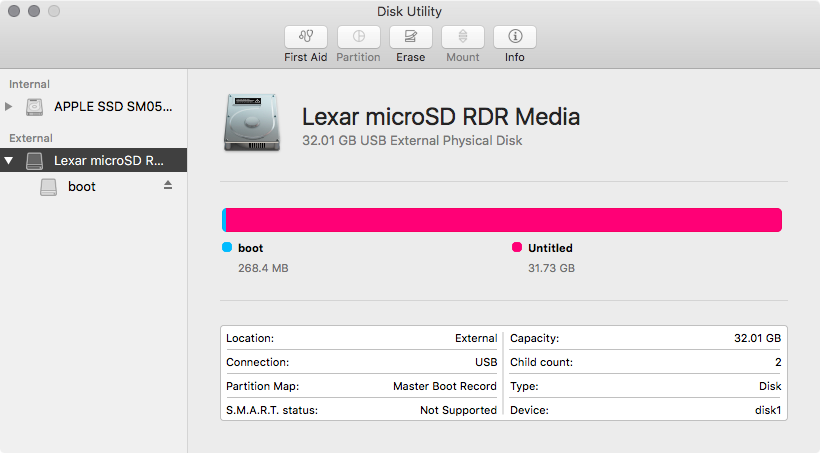 Disk Utility
First Aid
Partition
Erase
Mount
Info
Internal
APPLE SSD SM05...
External
Lexar microSD R...
boot
Lexar microSD RDR Media
32.01 GB USB External Physical Disk
boot
268.4 MB
Untitled
31.73 GB
Location: External
Capacity: 32.01 GB
Connection: USB
Child count: 2
Partition Map: Master Boot Record
Type: Disk
S.M.A.R.T. status: Not Supported
Device: disk1